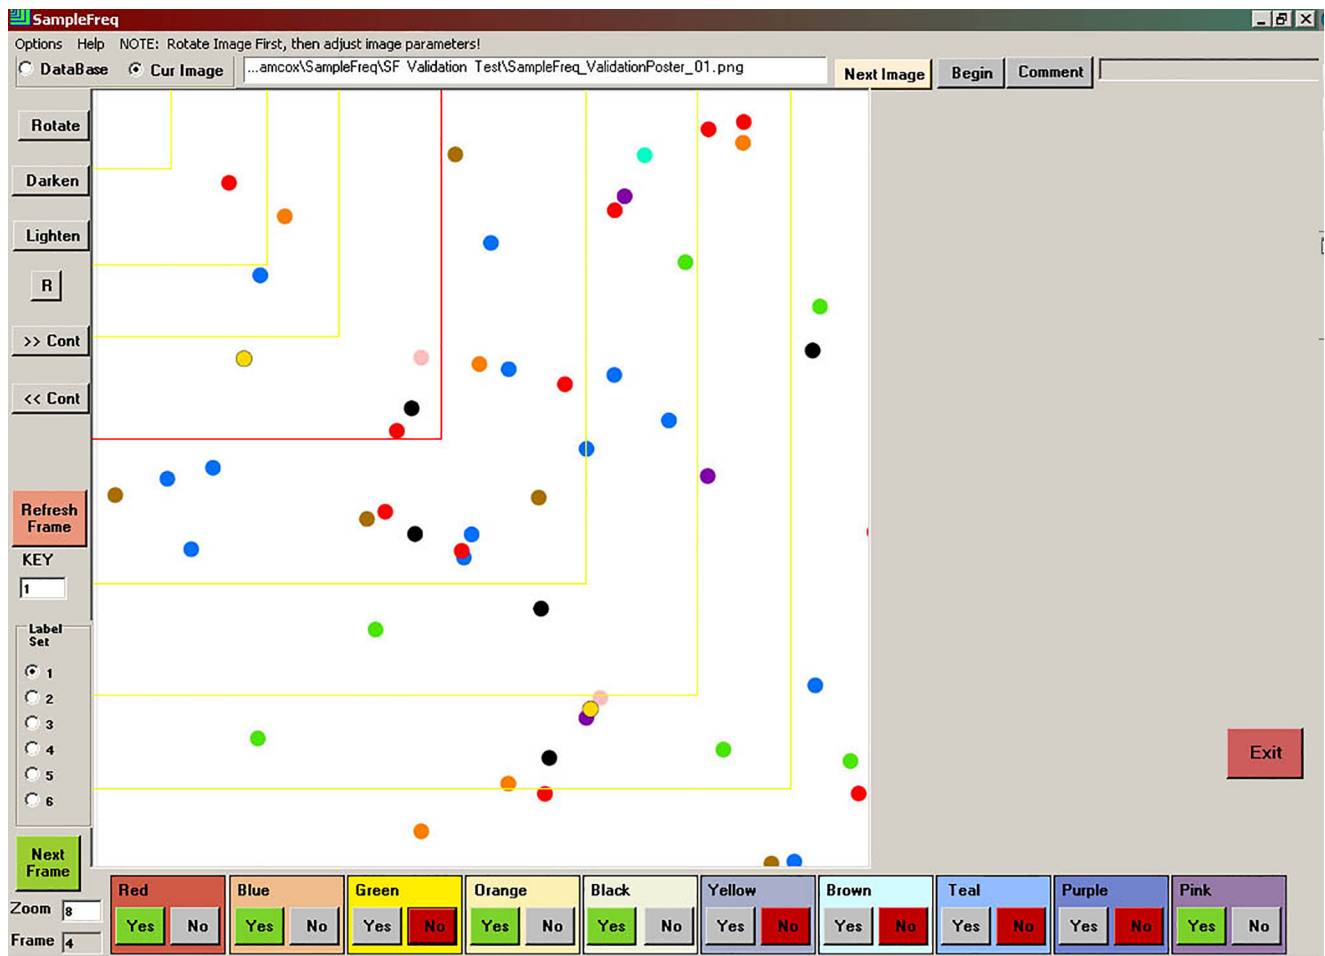 SampleFreq
Options Help NOTE: Rotate Image First, then adjust image parameters!
DataBase Cur Image ...amcox\SampleFreq\SF Validation Test\SampleFreq_ValidationPoster_01.png Next Image Begin Comment
Rotate
Darken
Lighten
R
>> Cont
<< Cont
Refresh
Frame
KEY
1
Label
Set
1
2
3
4
5
6
Next
Frame
Zoom 8
Frame 4
Red Blue Green Orange Black Yellow Brown Teal Purple Pink
Yes No Yes No Yes No Yes No Yes No Yes No Yes No Yes No Yes No Yes No
Exit